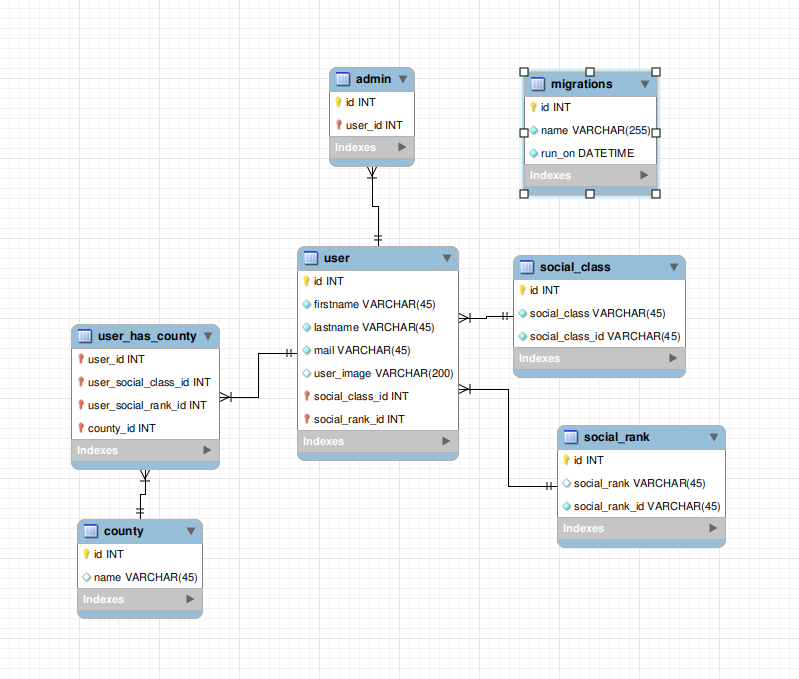 admin
id INT
user_id INT
Indexes
migrations
id INT
name VARCHAR(255)
run_on DATETIME
Indexes
user
id INT
firstname VARCHAR(45)
lastname VARCHAR(45)
mail VARCHAR(45)
user_image VARCHAR(200)
social_class_id INT
social_rank_id INT
Indexes
social_class
id INT
social_class VARCHAR(45)
social_class_id VARCHAR(45)
Indexes
user_has_county
user_id INT
user_social_class_id INT
user_social_rank_id INT
county_id INT
Indexes
social_rank
id INT
social_rank VARCHAR(45)
social_rank_id VARCHAR(45)
Indexes
county
id INT
name VARCHAR(45)
Indexes